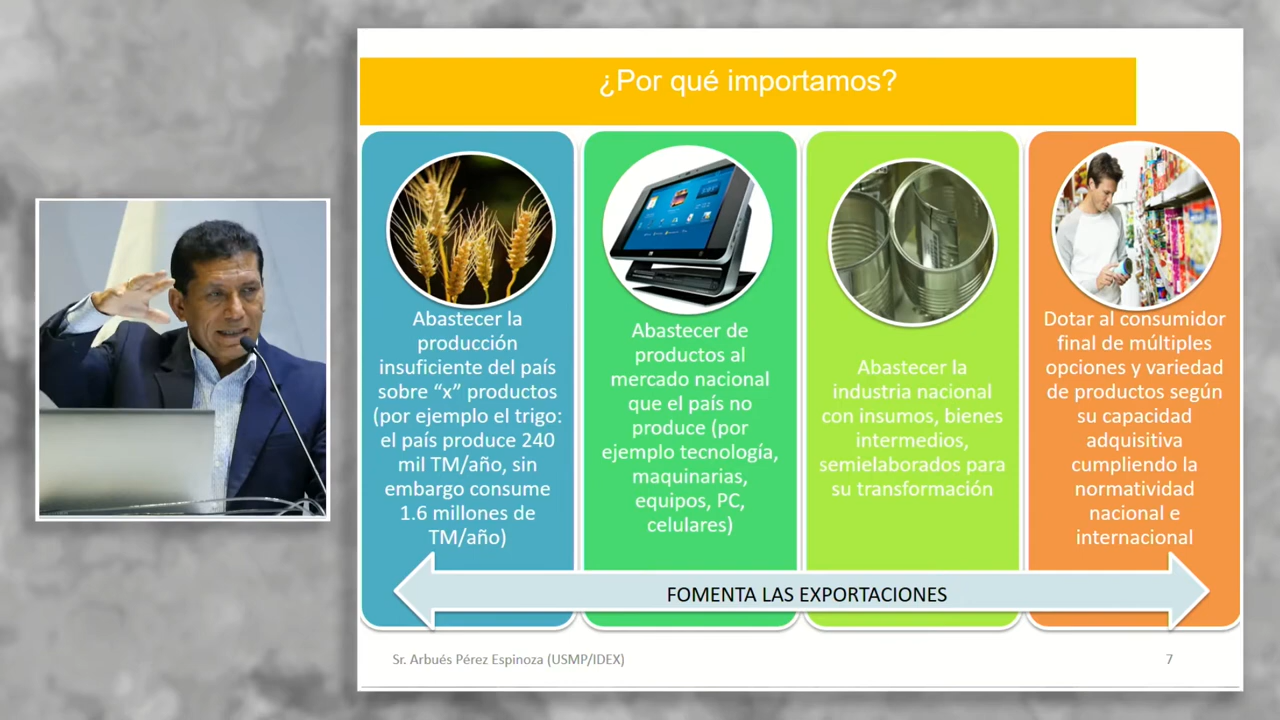 ¿Por qué importamos?
Abastecer la
producción
insuficiente del país
sobre “x” productos
(por ejemplo el trigo:
el país produce 240
mil TM/año, sin
embargo consume
1.6 millones de
TM/año)
Abastecer de
productos al
mercado nacional
que el país no
produce (por
ejemplo tecnología,
maquinarias,
equipos, PC,
celulares)
Abastecer la
industria nacional
con insumos, bienes
intermedios,
semielaborados para
su transformación
Dotar al consumidor
final de múltiples
opciones y variedad
de productos según
su capacidad
adquisitiva
cumpliendo la
normatividad
nacional e
internacional
FOMENTA LAS EXPORTACIONES
Sr. Arbués Pérez Espinoza (USMP/IDEX)
7